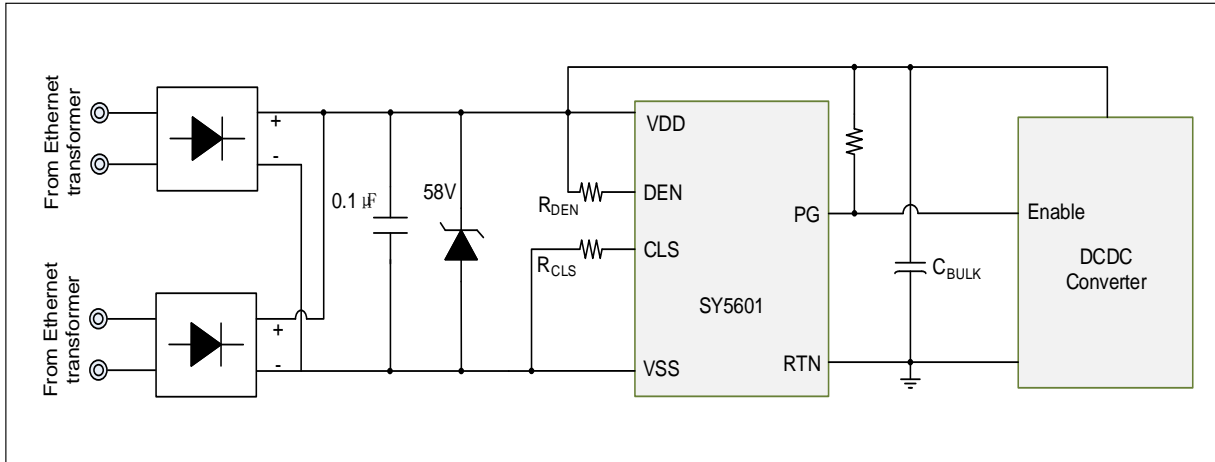 From Ethernet
transformer
+
-
0.1 μF
58V
R_DEN
R_CLS
VDD
DEN
CLS
PG
SY5601
VSS
RTN
C_BULK
Enable
DCDC
Converter
From Ethernet
transformer
+
-